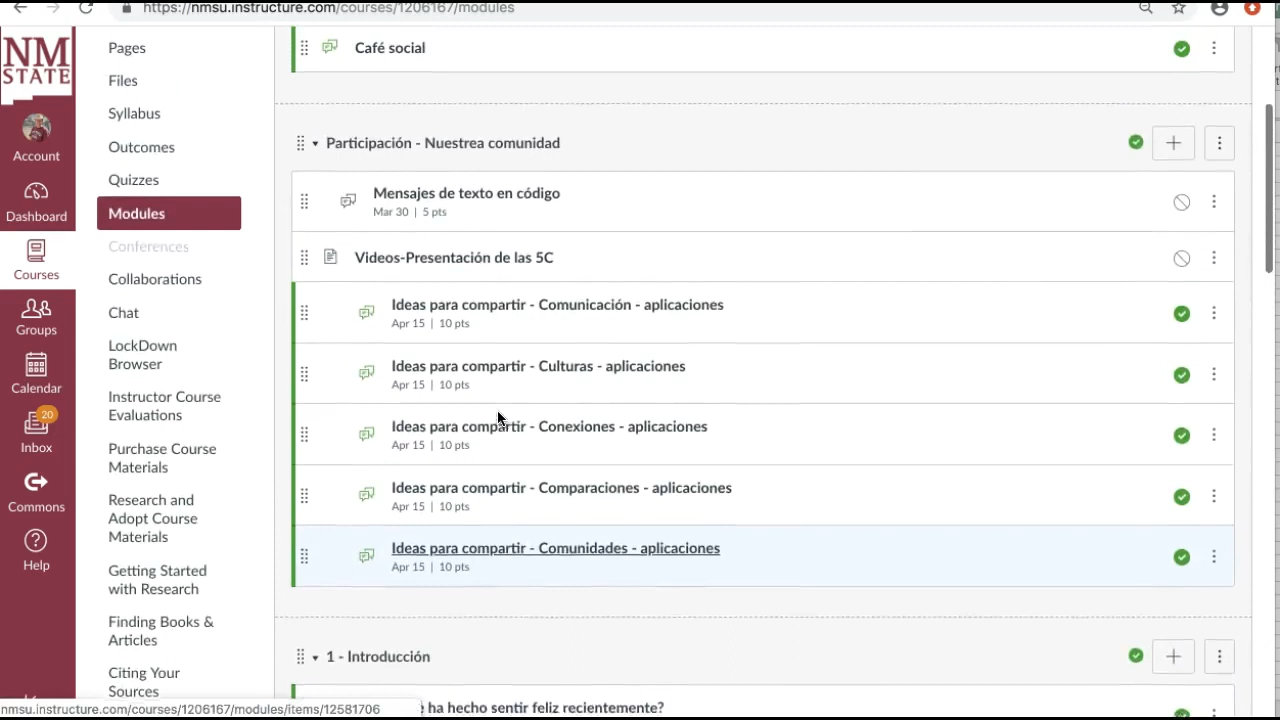 https://nmsu.instructure.com/courses/1206167/modules
NM
STATE
Account
Dashboard
Courses
Groups
Calendar
20
Inbox
Commons
Help
Pages
Files
Syllabus
Outcomes
Quizzes
Modules
Conferences
Collaborations
Chat
LockDown
Browser
Instructor Course
Evaluations
Purchase Course
Materials
Research and
Adopt Course
Materials
Getting Started
with Research
Finding Books &
Articles
Citing Your
Sources
Café social
Participación - Nuestrea comunidad
Mensajes de texto en código
Mar 30 | 5 pts
Videos-Presentación de las 5C
Ideas para compartir - Comunicación - aplicaciones
Apr 15 | 10 pts
Ideas para compartir - Culturas - aplicaciones
Apr 15 | 10 pts
Ideas para compartir - Conexiones - aplicaciones
Apr 15 | 10 pts
Ideas para compartir - Comparaciones - aplicaciones
Apr 15 | 10 pts
Ideas para compartir - Comunidades - aplicaciones
Apr 15 | 10 pts
1 - Introducción
ha hecho sentir feliz recientemente?
nmsu.instructure.com/courses/1206167/modules/items/12581706